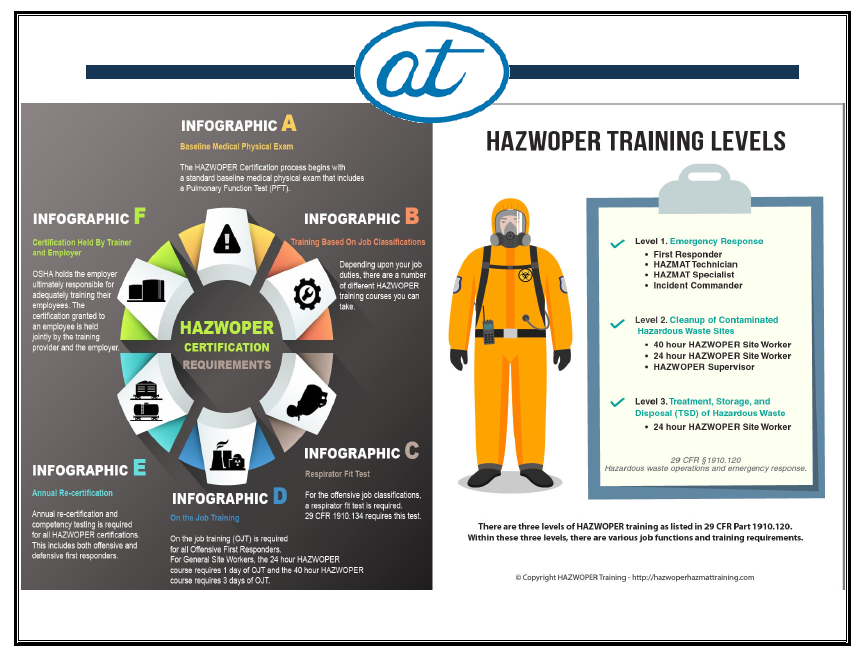 at
INFOGRAPHIC A
Baseline Medical Physical Exam
The HAZWOPER Certification process begins with
a standard baseline medical physical exam that includes
a Pulmonary Function Test (PFT).
INFOGRAPHIC B
Training Based On Job Classifications
Depending upon your job
duties, there are a number
of different HAZWOPER
training courses you can
take.
INFOGRAPHIC C
Respirator Fit Test
For the offensive job classifications,
a respirator fit test is required.
29 CFR 1910.134 requires this test.
INFOGRAPHIC D
On the Job Training
On the job training (OJT) is required
for all Offensive First Responders.
For General Site Workers, the 24 hour HAZWOPER
course requires 1 day of OJT and the 40 hour HAZWOPER
course requires 3 days of OJT.
INFOGRAPHIC E
Annual Re-certification
Annual re-certification and
competency testing is required
for all HAZWOPER certifications.
This includes both offensive and
defensive first responders.
INFOGRAPHIC F
Certification Held By Trainer
and Employer
OSHA holds the employer
ultimately responsible for
adequately training their
employees. The
certification granted to
an employee is held
jointly by the training
provider and the employer.
HAZWOPER
CERTIFICATION
REQUIREMENTS
HAZWOPER TRAINING LEVELS
Level 1. Emergency Response
• First Responder
• HAZMAT Technician
• HAZMAT Specialist
• Incident Commander
Level 2. Cleanup of Contaminated
Hazardous Waste Sites
• 40 hour HAZWOPER Site Worker
• 24 hour HAZWOPER Site Worker
• HAZWOPER Supervisor
Level 3. Treatment, Storage, and
Disposal (TSD) of Hazardous Waste
• 24 hour HAZWOPER Site Worker
29 CFR §1910.120
Hazardous waste operations and emergency response.
There are three levels of HAZWOPER training as listed in 29 CFR Part 1910.120.
Within these three levels, there are various job functions and training requirements.
© Copyright HAZWOPER Training - http://hazwoperhazmattraining.com